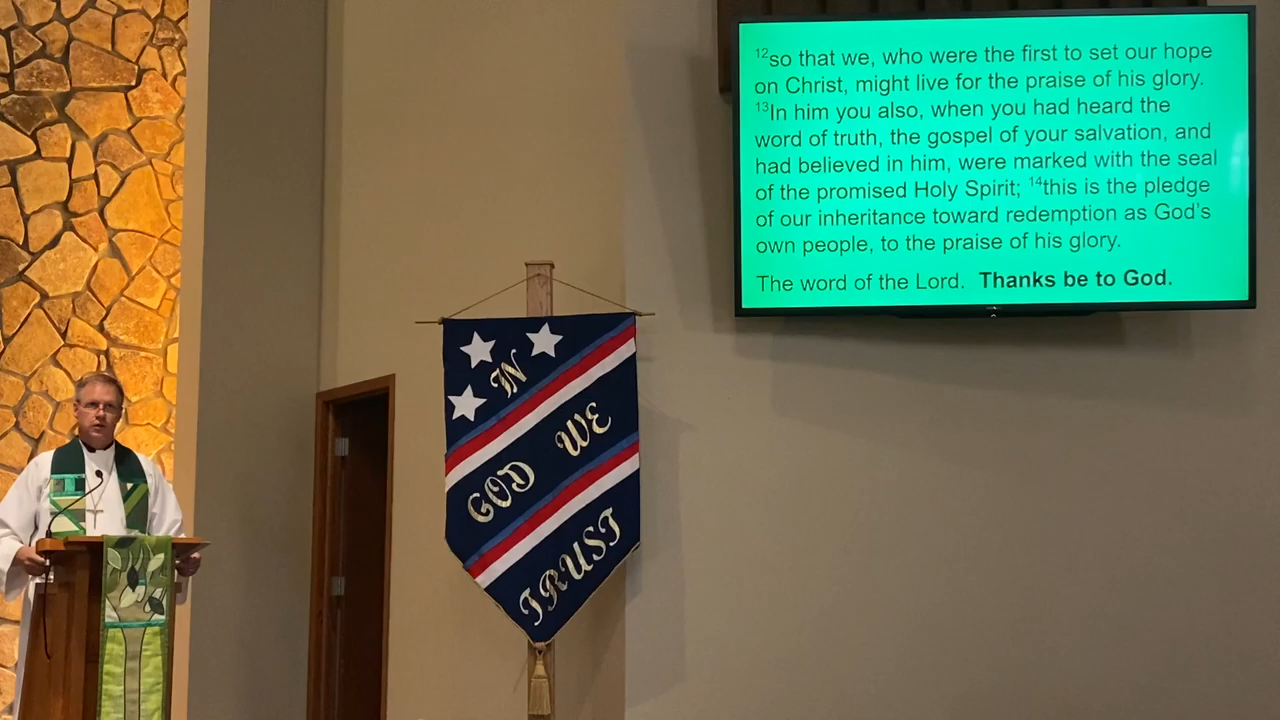 ¹²so that we, who were the first to set our hope
on Christ, might live for the praise of his glory.
¹³In him you also, when you had heard the
word of truth, the gospel of your salvation, and
had believed in him, were marked with the seal
of the promised Holy Spirit; ¹⁴this is the pledge
of our inheritance toward redemption as God's
own people, to the praise of his glory.
The word of the Lord. Thanks be to God.
IN
GOD WE
TRUST